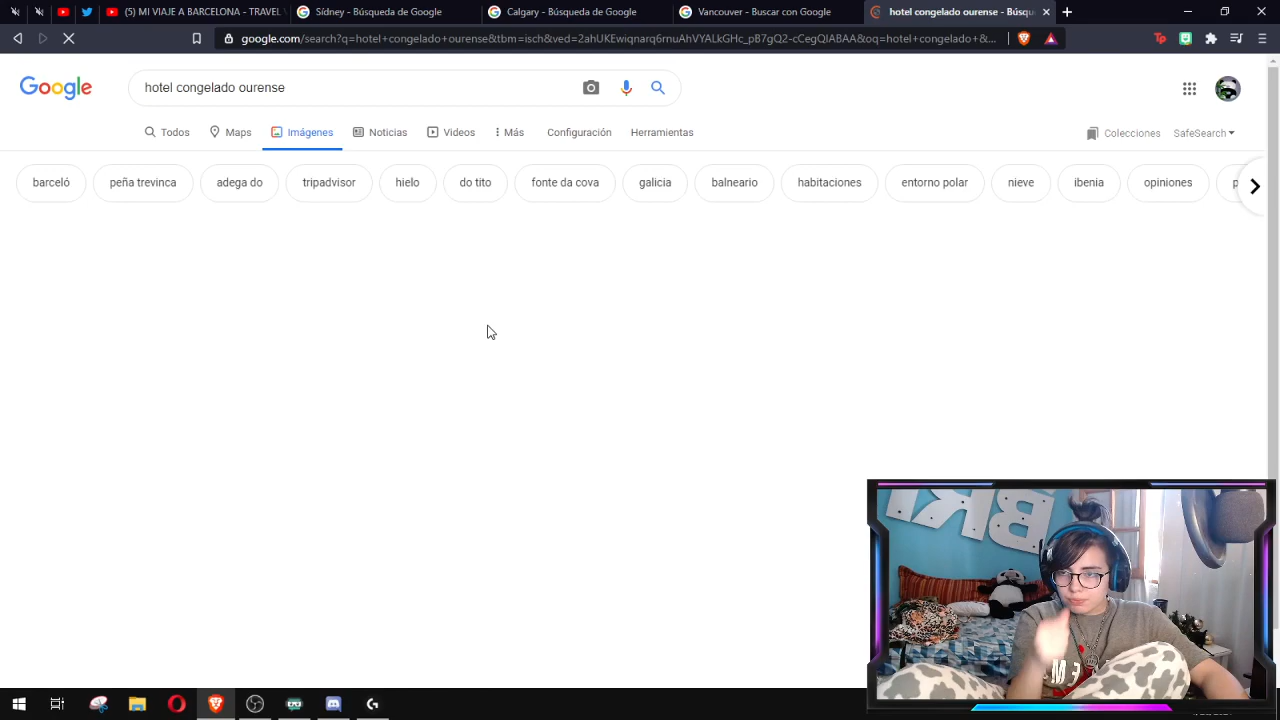 (5) MI VIAJE A BARCELONA - TRAVEL V
Sídney - Búsqueda de Google
Calgary - Búsqueda de Google
Vancouver - Buscar con Google
hotel congelado ourense - Búsqu
google.com/search?q=hotel+congelado+ourense&tbm=isch&ved=2ahUKEwiqnarq6rnuAhVYALkGHc_pB7gQ2-cCegQIABAA&oq=hotel+congelado+&...
Tp
Google
hotel congelado ourense
Todos
Maps
Imágenes
Noticias
Videos
Más
Configuración
Herramientas
Colecciones
SafeSearch
barceló
peña trevinca
adega do
tripadvisor
hielo
do tito
fonte da cova
galicia
balneario
habitaciones
entorno polar
nieve
ibenia
opiniones
p